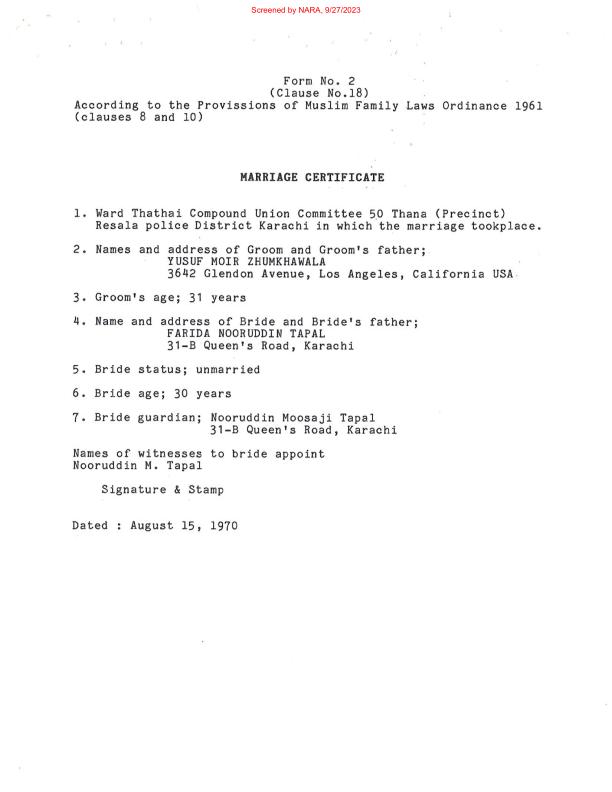 Screened by NARA, 9/27/2023
Form No. 2
(Clause No.18)
According to the Provissions of Muslim Family Laws Ordinance 1961
(clauses 8 and 10)
MARRIAGE CERTIFICATE
1. Ward Thathai Compound Union Committee 50 Thana (Precinct)
Resala police District Karachi in which the marriage tookplace.
2. Names and address of Groom and Groom's father;
YUSUF MOIR ZHUMKHAWALA
3642 Glendon Avenue, Los Angeles, California USA
3. Groom's age; 31 years
4. Name and address of Bride and Bride's father;
FARIDA NOORUDDIN TAPAL
31-B Queen's Road, Karachi
5. Bride status; unmarried
6. Bride age; 30 years
7. Bride guardian; Nooruddin Moosaji Tapal
31-B Queen's Road, Karachi
Names of witnesses to bride appoint
Nooruddin M. Tapal
Signature & Stamp
Dated : August 15, 1970